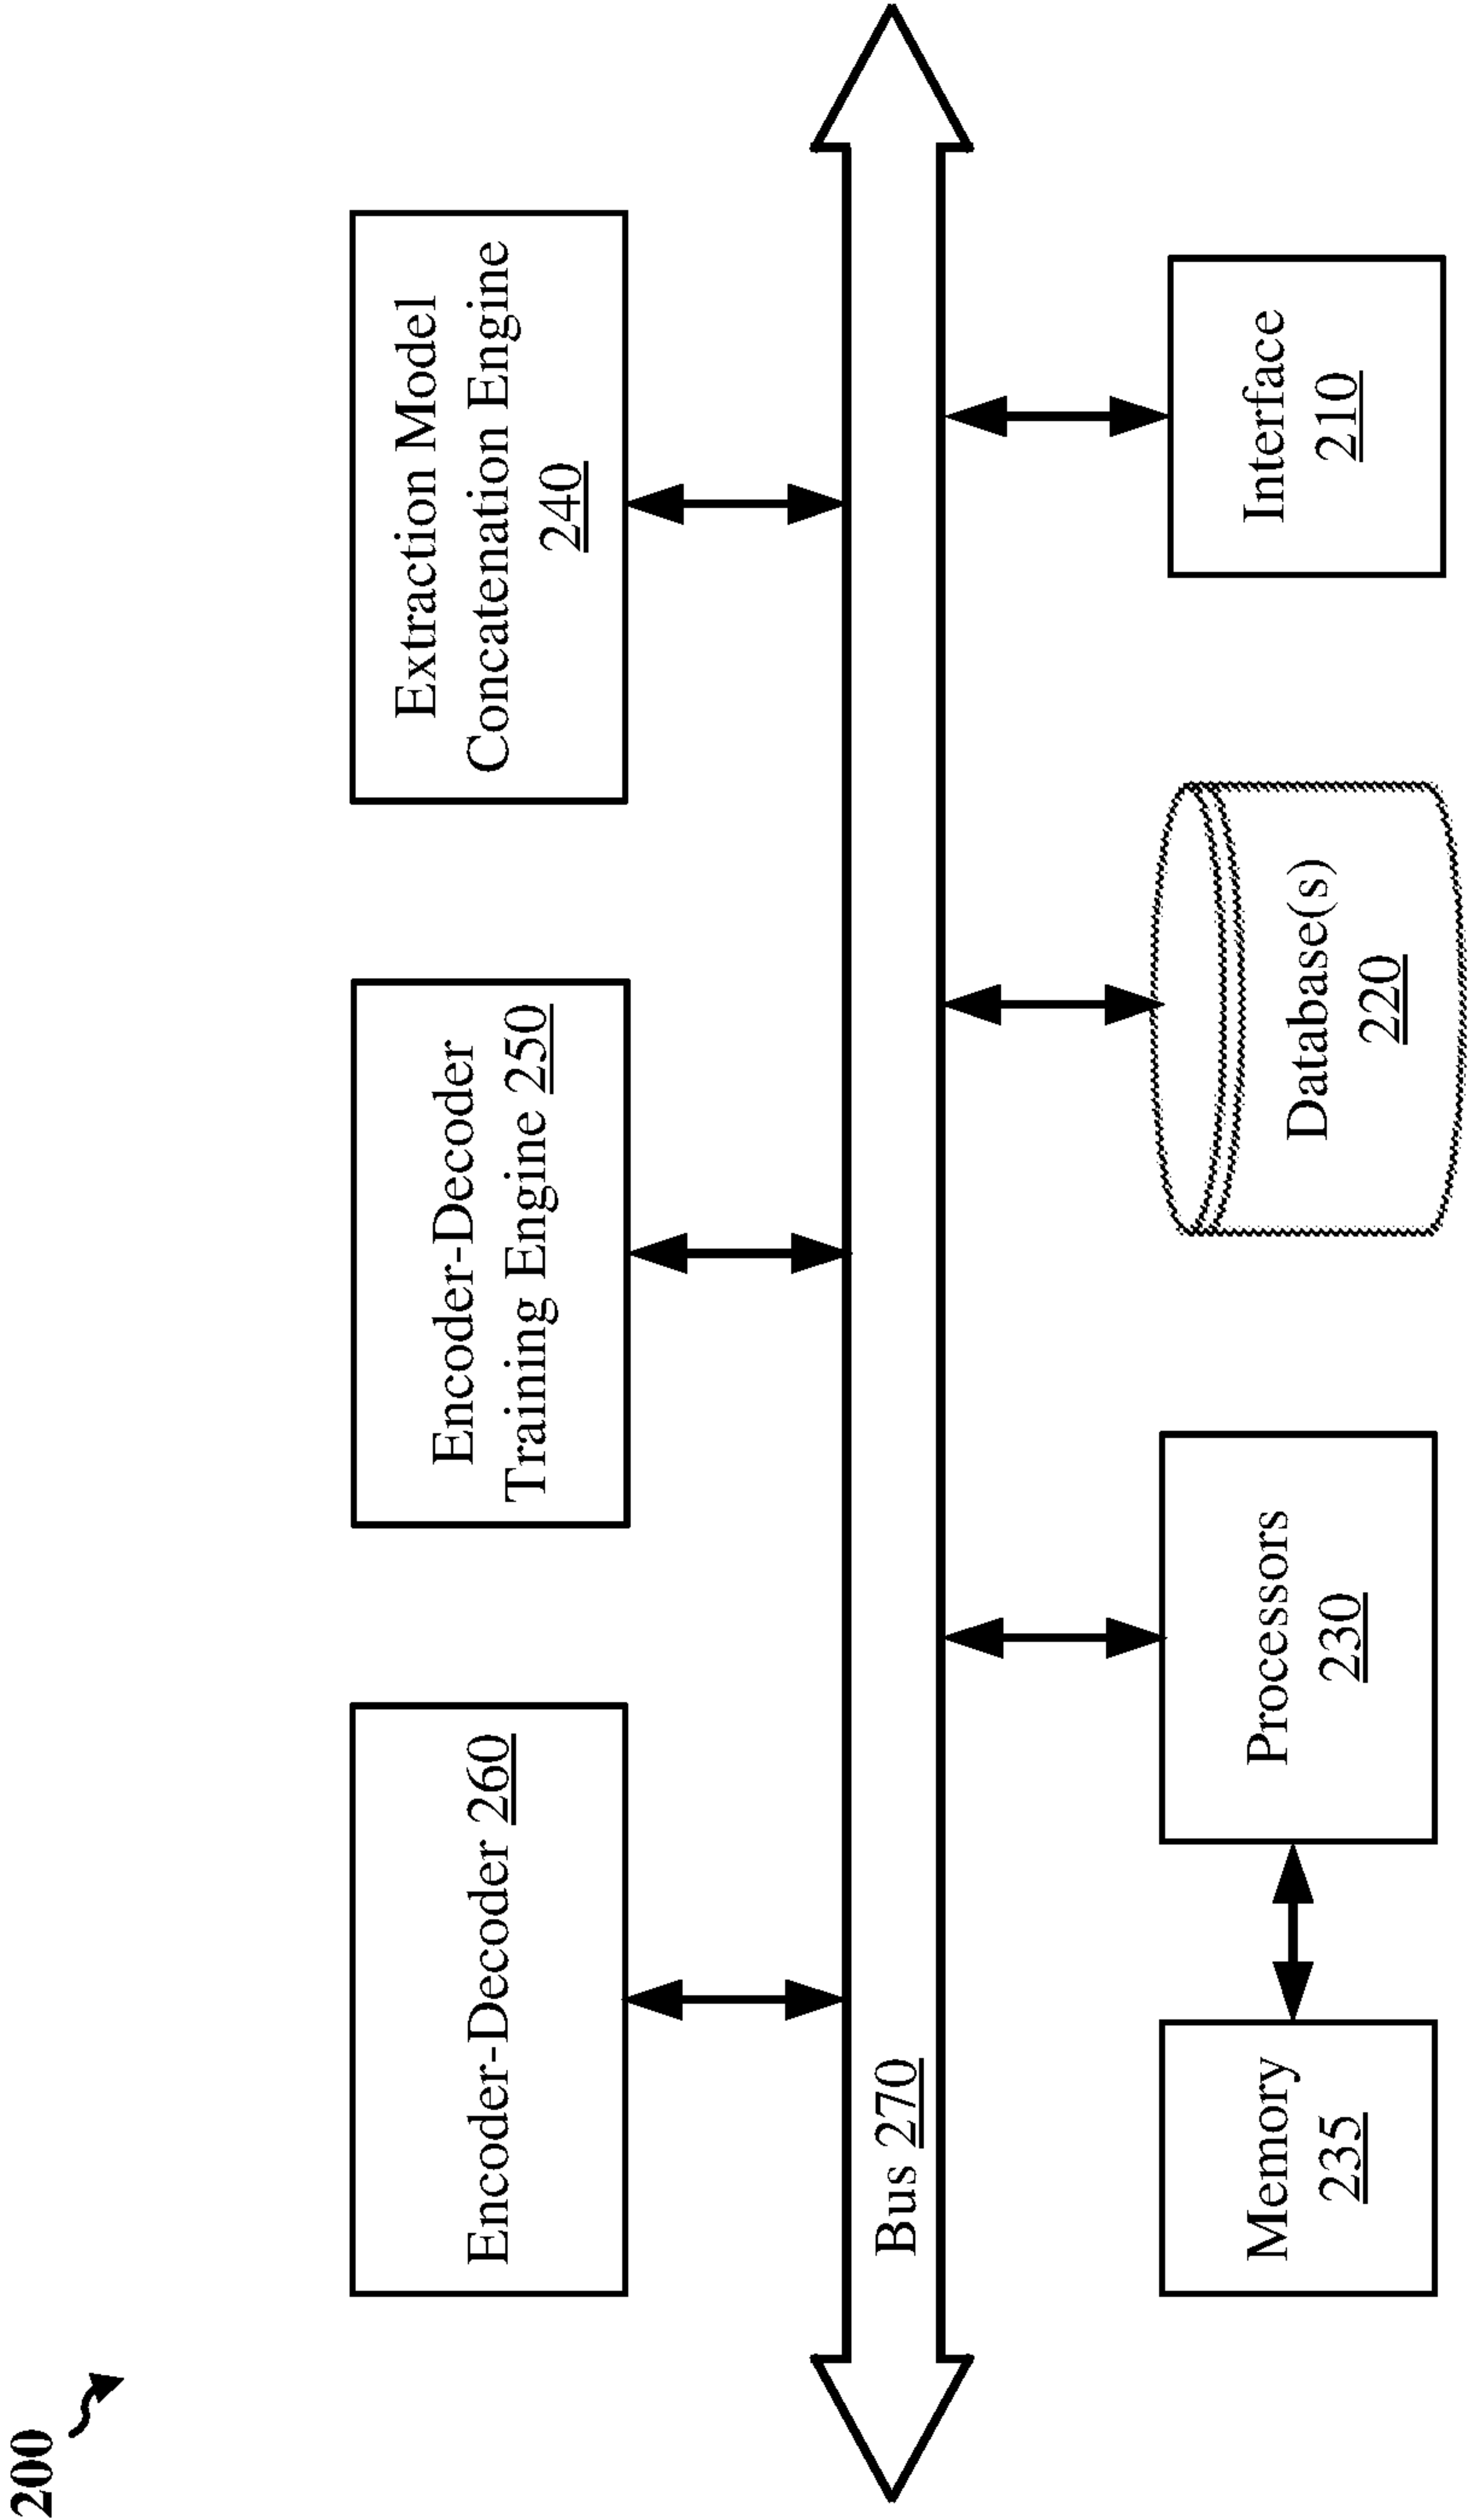 200
Encoder-Decoder 260
Encoder-Decoder
Training Engine 250
Extraction Model
Concatenation Engine
240
Bus 270
Memory
235
Processors
230
Database(s)
220
Interface
210